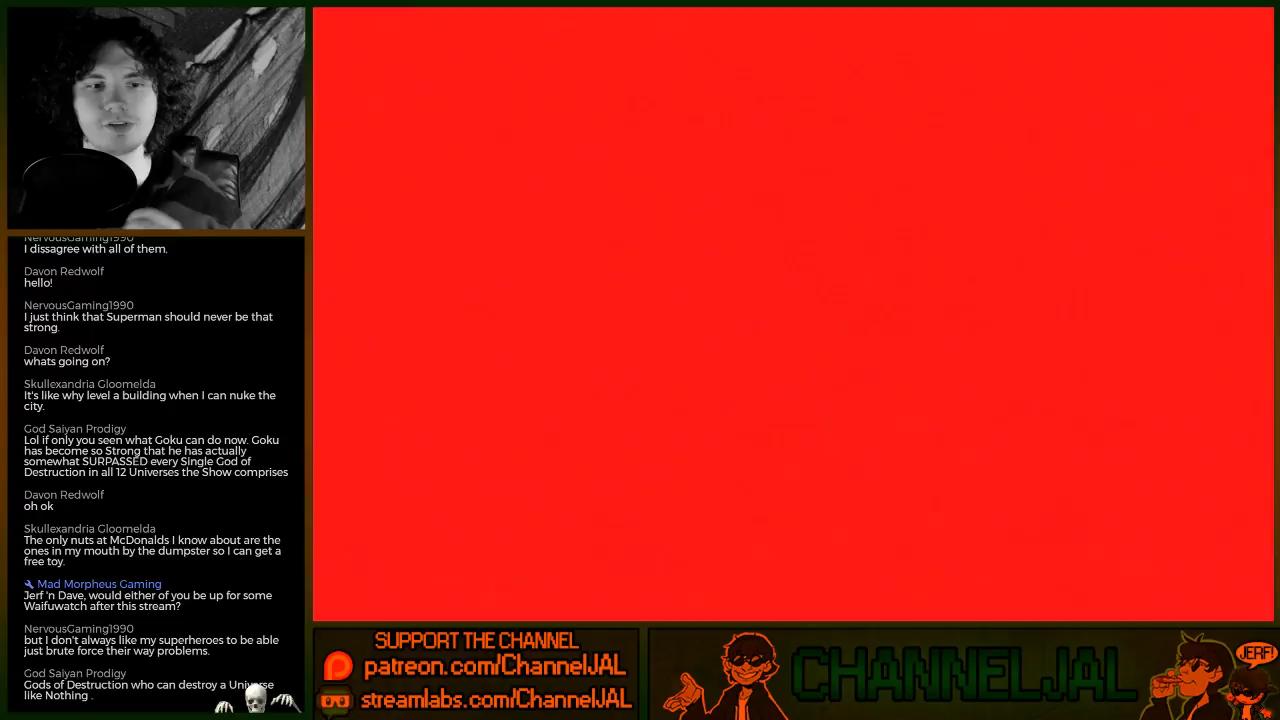 NervousGaming1990
I dissagree with all of them.
Davon Redwolf
hello!
NervousGaming1990
I just think that Superman should never be that
strong.
Davon Redwolf
whats going on?
Skullexandria Gloomelda
It's like why level a building when I can nuke the
city.
God Saiyan Prodigy
Lol if only you seen what Goku can do now. Goku
has become so Strong that he has actually
somewhat SURPASSED every Single God of
Destruction in all 12 Universes the Show comprises
Davon Redwolf
oh ok
Skullexandria Gloomelda
The only nuts at McDonalds I know about are the
ones in my mouth by the dumpster so I can get a
free toy.
Mad Morpheus Gaming
Jerf 'n Dave, would either of you be up for some
Waifuwatch after this stream?
NervousGaming1990
but I don't always like my superheroes to be able
just brute force their way problems.
God Saiyan Prodigy
Gods of Destruction who can destroy a Universe
like Nothing .
SUPPORT THE CHANNEL
patreon.com/ChannelJAL
streamlabs.com/ChannelJAL
CHANNELJAL
JERF!